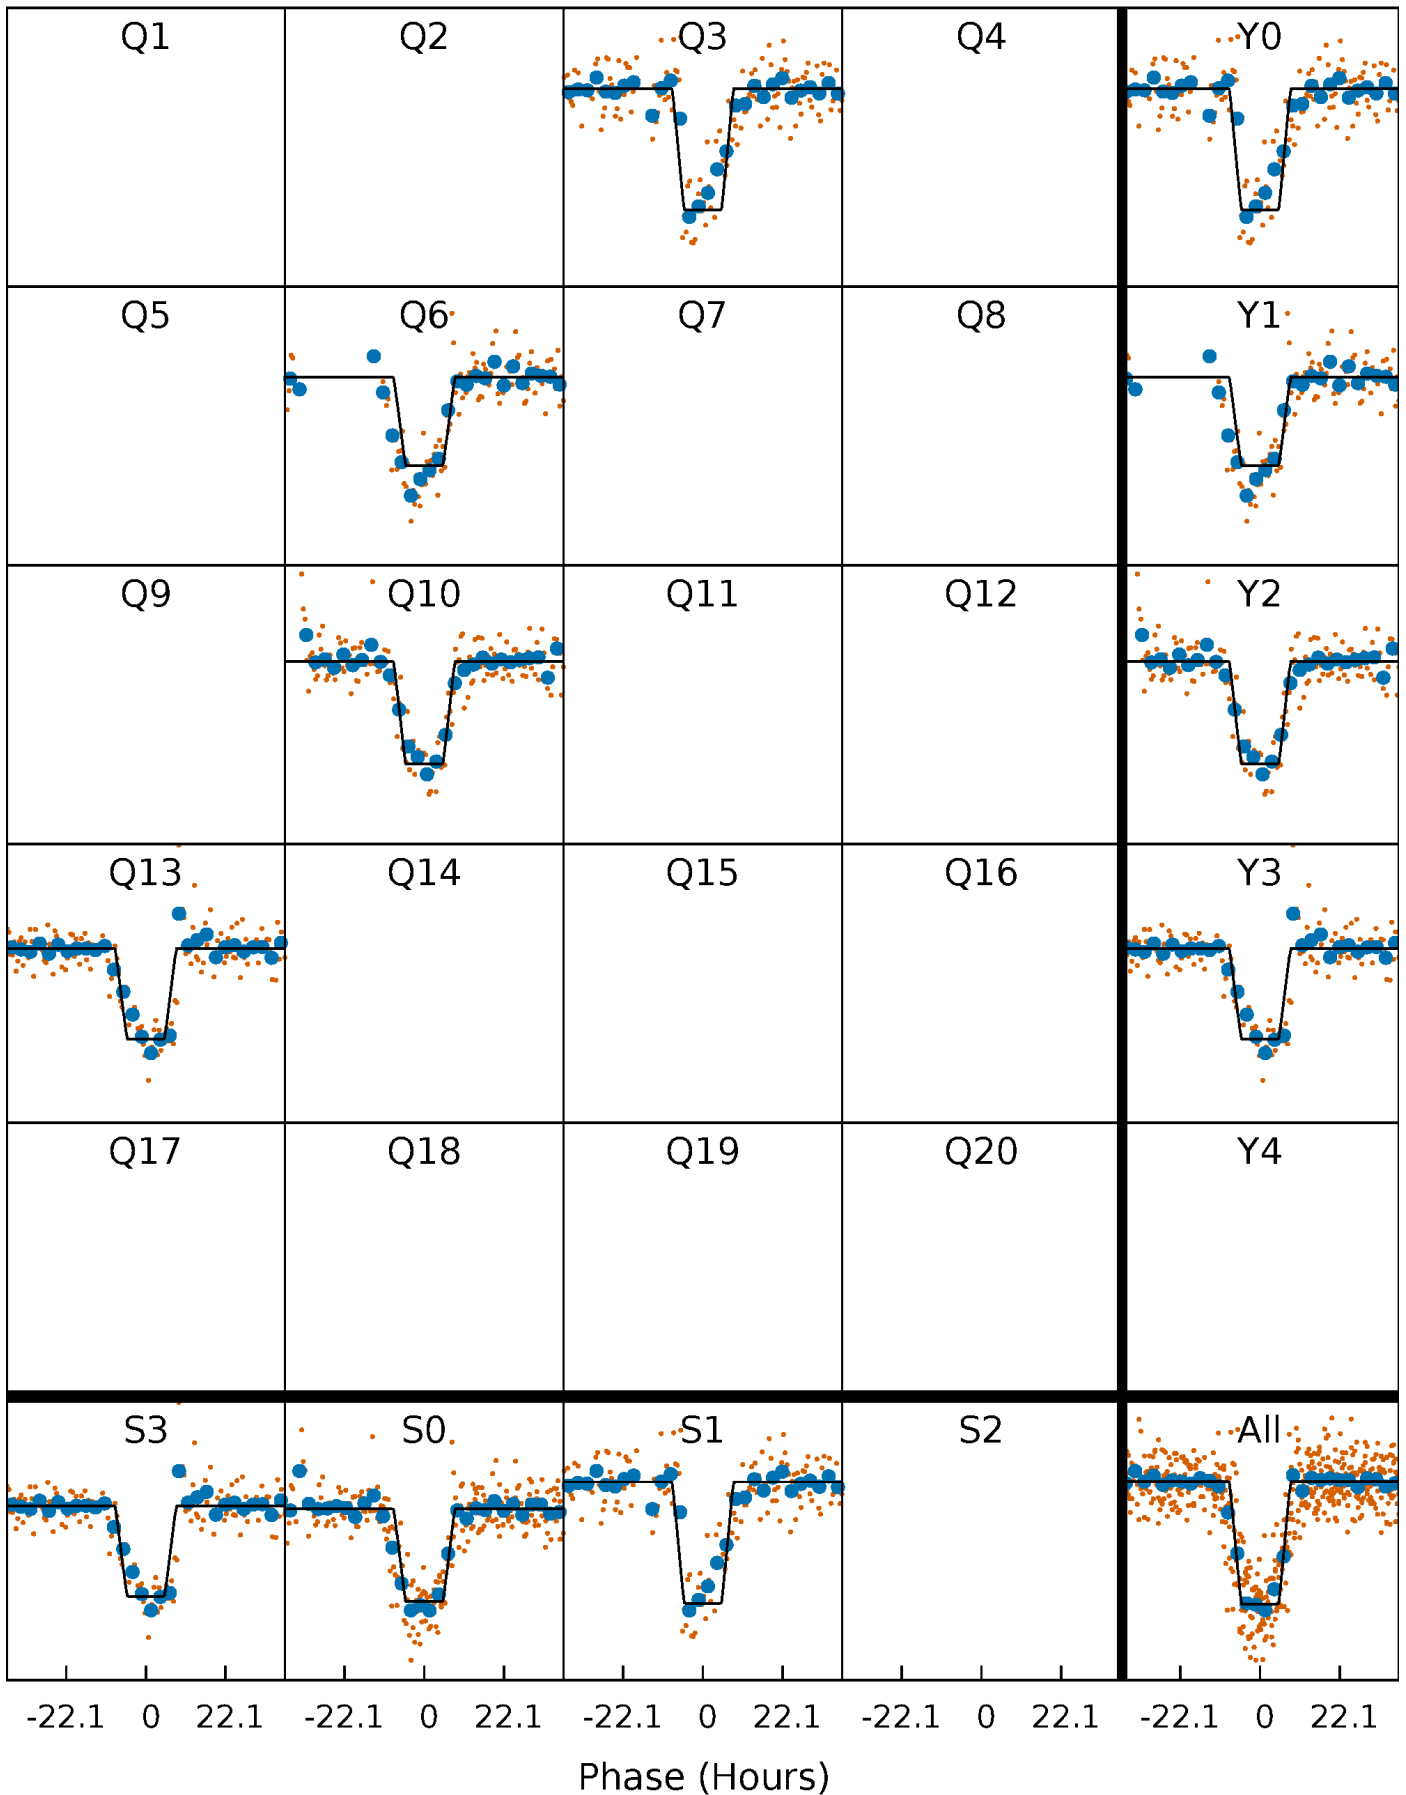 Q1 Q2 Q3 Q4 Y0
Q5 Q6 Q7 Q8 Y1
Q9 Q10 Q11 Q12 Y2
Q13 Q14 Q15 Q16 Y3
Q17 Q18 Q19 Q20 Y4
S3 S0 S1 S2 All
-22.1 0 22.1 -22.1 0 22.1 -22.1 0 22.1 -22.1 0 22.1 -22.1 0 22.1
Phase (Hours)